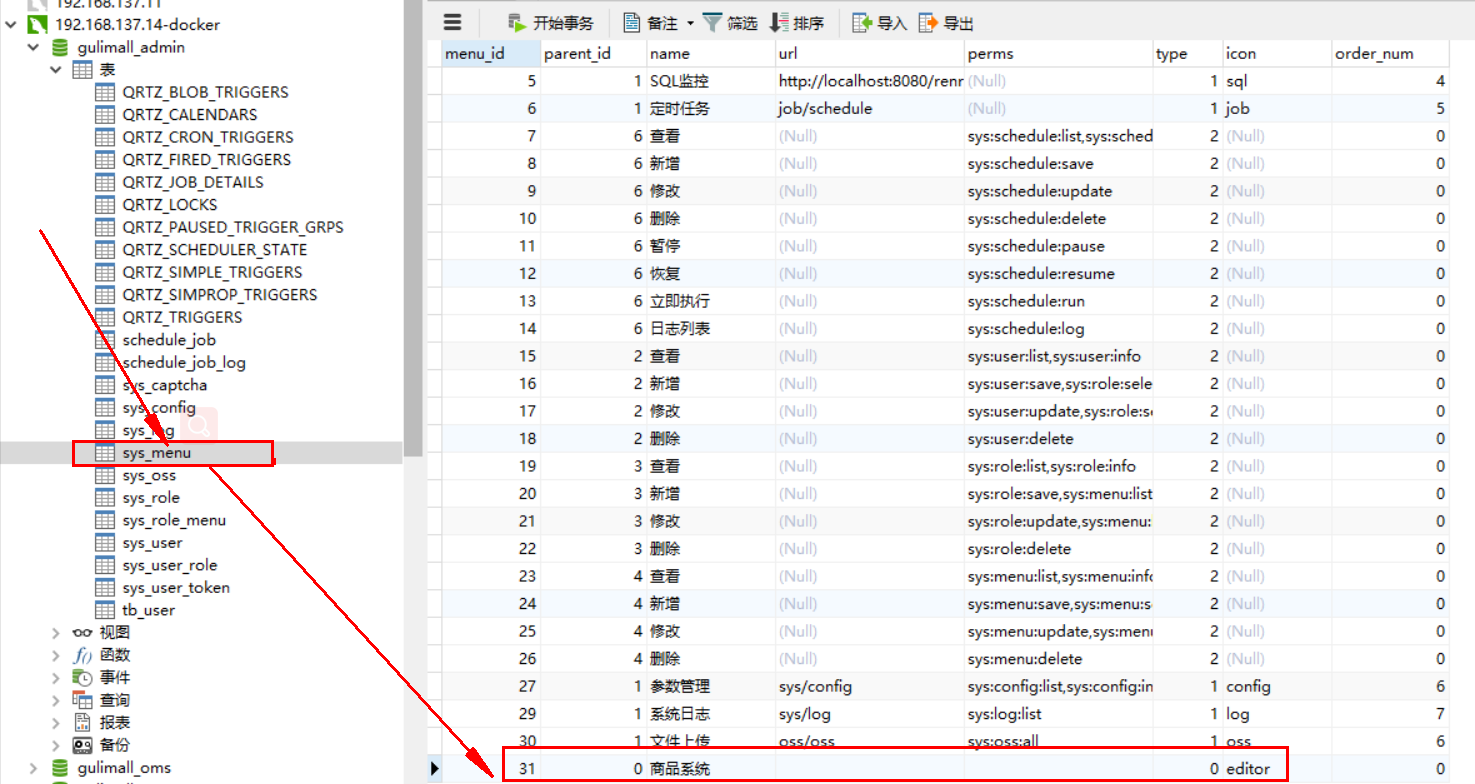 192.168.137.11
192.168.137.14-docker
gulimall_admin
表
QRTZ_BLOB_TRIGGERS
QRTZ_CALENDARS
QRTZ_CRON_TRIGGERS
QRTZ_FIRED_TRIGGERS
QRTZ_JOB_DETAILS
QRTZ_LOCKS
QRTZ_PAUSED_TRIGGER_GRPS
QRTZ_SCHEDULER_STATE
QRTZ_SIMPLE_TRIGGERS
QRTZ_SIMPROP_TRIGGERS
QRTZ_TRIGGERS
schedule_job
schedule_job_log
sys_captcha
sys_config
sys_log
sys_menu
sys_oss
sys_role
sys_role_menu
sys_user
sys_user_role
sys_user_token
tb_user
视图
f() 函数
事件
查询
报表
备份
gulimall_oms
开始事务 备注 筛选 排序 导入 导出
menu_id parent_id name url perms type icon order_num
5 1 SQL监控 http://localhost:8080/renr (Null) 1 sql 4
6 1 定时任务 job/schedule (Null) 1 job 5
7 6 查看 (Null) sys:schedule:list,sys:sched 2 (Null) 0
8 6 新增 (Null) sys:schedule:save 2 (Null) 0
9 6 修改 (Null) sys:schedule:update 2 (Null) 0
10 6 删除 (Null) sys:schedule:delete 2 (Null) 0
11 6 暂停 (Null) sys:schedule:pause 2 (Null) 0
12 6 恢复 (Null) sys:schedule:resume 2 (Null) 0
13 6 立即执行 (Null) sys:schedule:run 2 (Null) 0
14 6 日志列表 (Null) sys:schedule:log 2 (Null) 0
15 2 查看 (Null) sys:user:list,sys:user:info 2 (Null) 0
16 2 新增 (Null) sys:user:save,sys:role:sele 2 (Null) 0
17 2 修改 (Null) sys:user:update,sys:role:se 2 (Null) 0
18 2 删除 (Null) sys:user:delete 2 (Null) 0
19 3 查看 (Null) sys:role:list,sys:role:info 2 (Null) 0
20 3 新增 (Null) sys:role:save,sys:menu:list 2 (Null) 0
21 3 修改 (Null) sys:role:update,sys:menu: 2 (Null) 0
22 3 删除 (Null) sys:role:delete 2 (Null) 0
23 4 查看 (Null) sys:menu:list,sys:menu:info 2 (Null) 0
24 4 新增 (Null) sys:menu:save,sys:menu:s 2 (Null) 0
25 4 修改 (Null) sys:menu:update,sys:menu 2 (Null) 0
26 4 删除 (Null) sys:menu:delete 2 (Null) 0
27 1 参数管理 sys/config sys:config:list,sys:config:in 1 config 6
29 1 系统日志 sys/log sys:log:list 1 log 7
30 1 文件上传 oss/oss sys:oss:all 1 oss 6
31 0 商品系统 0 editor 0